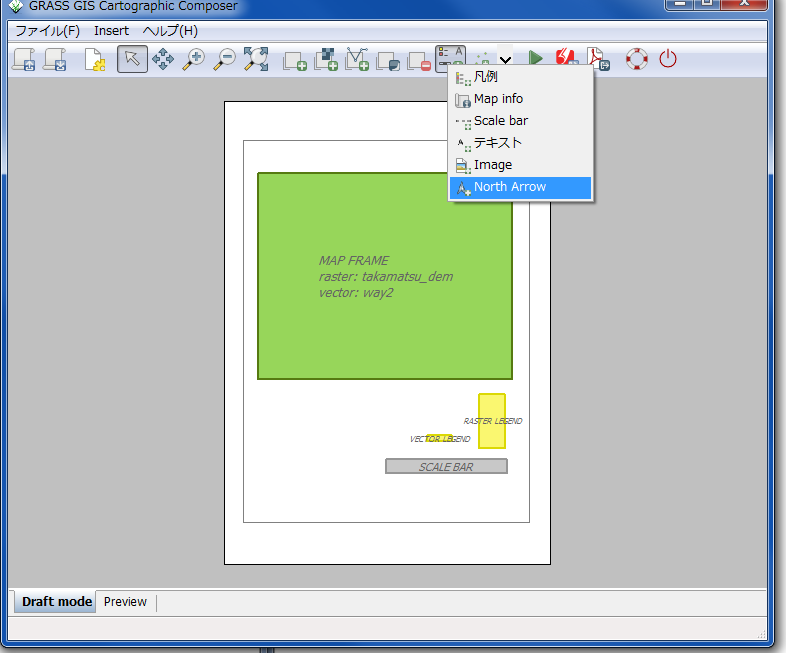 GRASS GIS Cartographic Composer
ファイル(F) Insert ヘルプ(H)
凡例
Map info
Scale bar
テキスト
Image
North Arrow
MAP FRAME
raster: takamatsu_dem
vector: way2
RASTER LEGEND
VECTOR LEGEND
SCALE BAR
Draft mode Preview